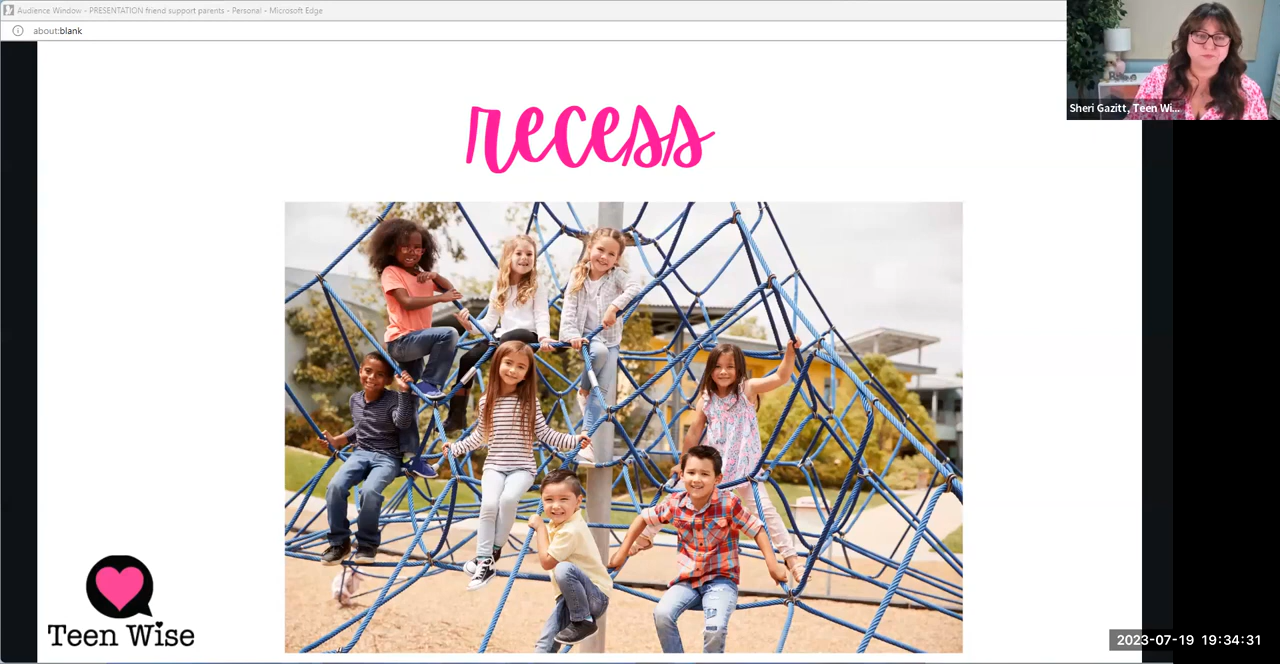 Audience Window - PRESENTATION friend support parents - Personal - Microsoft Edge
about:blank
Sheri Gazitt, Teen Wi...
recess
Teen Wise
2023-07-19 19:34:31